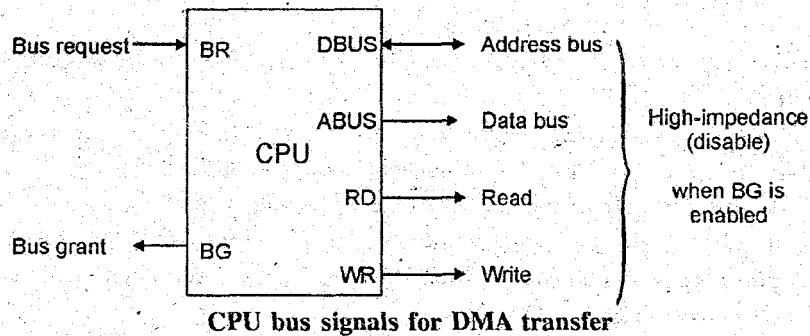 Bus request BR DBUS Address bus
ABUS Data bus High-impedance
(disable)
CPU
RD Read when BG is
enabled
Bus grant BG
WR Write
CPU bus signals for DMA transfer